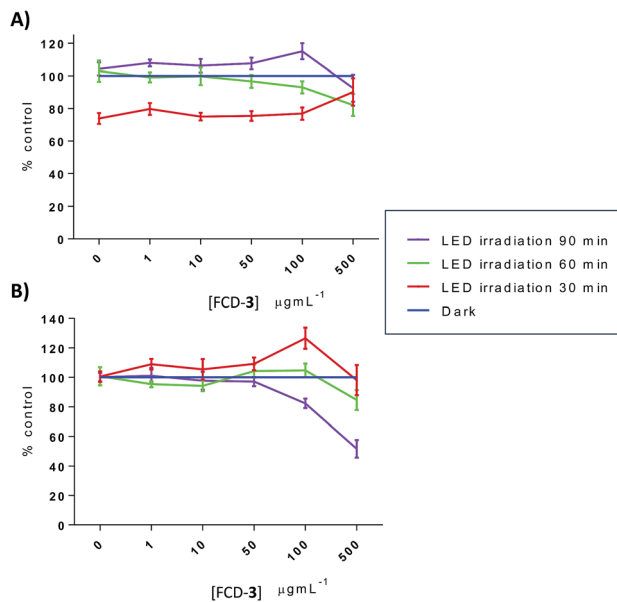 A)
120
100
80
60
40
20
0
% control
0 1 10 50 100 500
[FCD-3] μgmL⁻¹
LED irradiation 90 min
LED irradiation 60 min
LED irradiation 30 min
Dark
B)
140
120
100
80
60
40
20
0
% control
0 1 10 50 100 500
[FCD-3] μgmL⁻¹